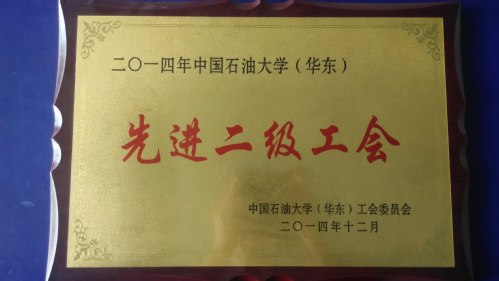 二〇一四年中国石油大学（华东）
先进二级工会
中国石油大学（华东）工会委员会
二〇一四年十二月